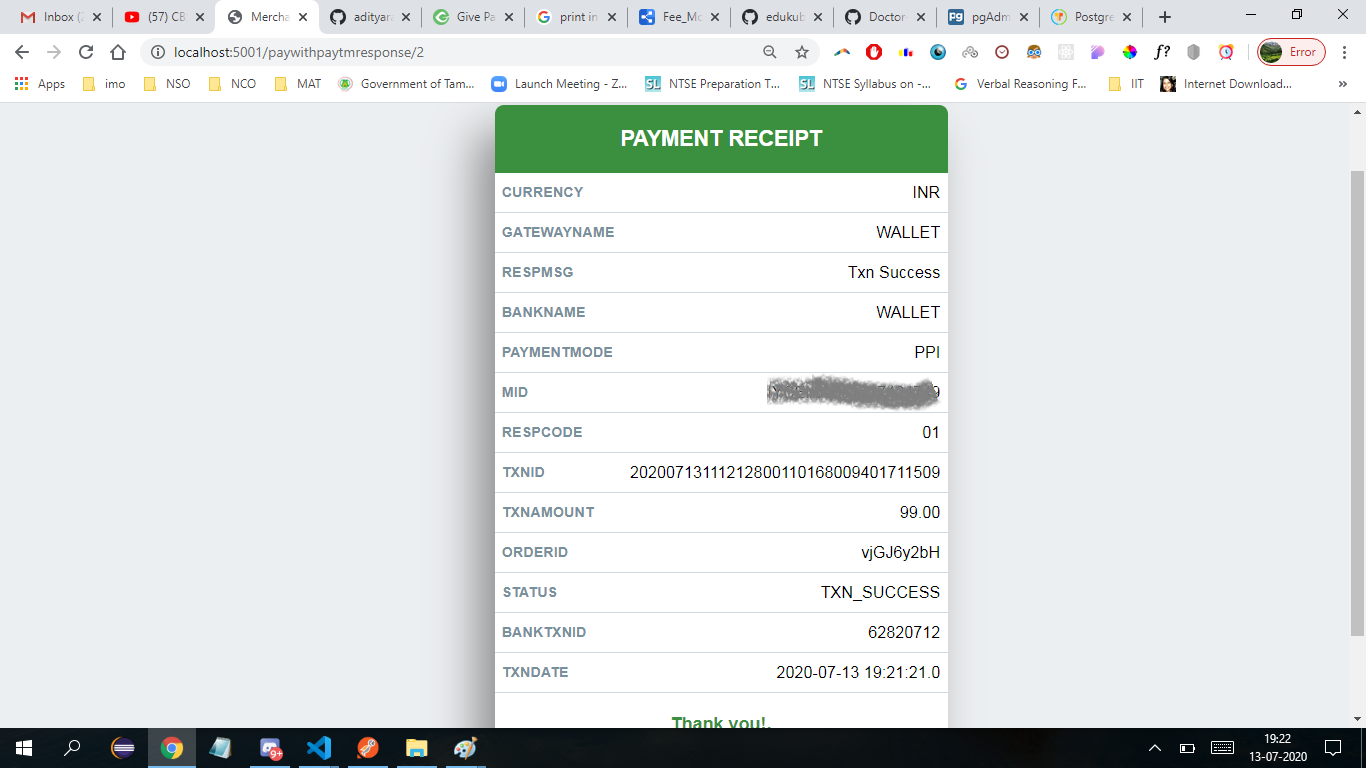 Inbox (2
(57) CB
Mercha
adityara
Give Pa
print in
Fee_Mo
edukub
Doctor-
pgAdm
Postgre
localhost:5001/paywithpaytmresponse/2
f?
Error
Apps
imo
NSO
NCO
MAT
Government of Tam...
Launch Meeting - Z...
NTSE Preparation T...
NTSE Syllabus on -...
Verbal Reasoning F...
IIT
Internet Download...
PAYMENT RECEIPT
CURRENCY INR
GATEWAYNAME WALLET
RESPMSG Txn Success
BANKNAME WALLET
PAYMENTMODE PPI
MID
RESPCODE 01
TXNID 20200713111212800110168009401711509
TXNAMOUNT 99.00
ORDERID vjGJ6y2bH
STATUS TXN_SUCCESS
BANKTXNID 62820712
TXNDATE 2020-07-13 19:21:21.0
Thank you!.
9+
19:22
13-07-2020